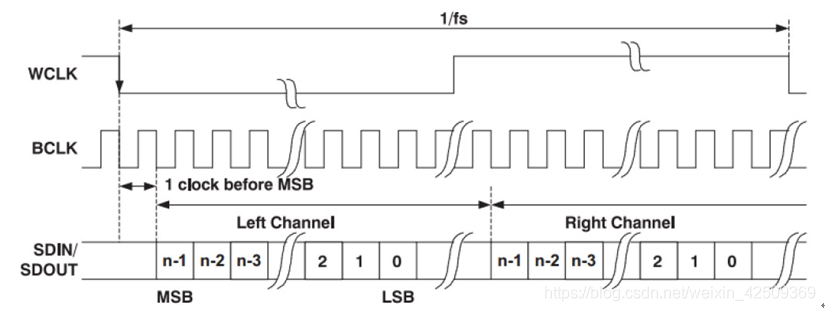 1/fs
WCLK
BCLK
1 clock before MSB
Left Channel
Right Channel
SDIN/
SDOUT
n-1 n-2 n-3 2 1 0 n-1 n-2 n-3 2 1 0
MSB LSB
https://blog.csdn.net/weixin_42509369